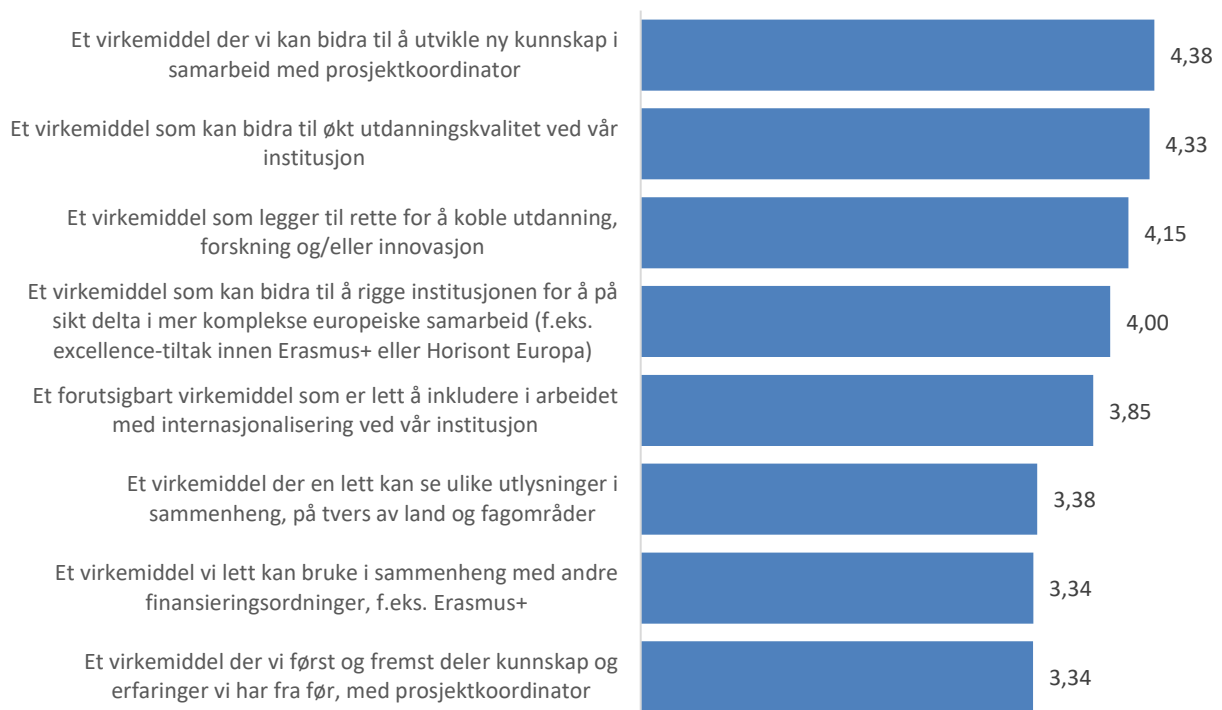 Et virkemiddel der vi kan bidra til å utvikle ny kunnskap i
samarbeid med prosjektkoordinator
4,38
Et virkemiddel som kan bidra til økt utdanningskvalitet ved vår
institusjon
4,33
Et virkemiddel som legger til rette for å koble utdanning,
forskning og/eller innovasjon
4,15
Et virkemiddel som kan bidra til å rigge institusjonen for å på
sikt delta i mer komplekse europeiske samarbeid (f.eks.
excellence-tiltak innen Erasmus+ eller Horisont Europa)
4,00
Et forutsigbart virkemiddel som er lett å inkludere i arbeidet
med internasjonalisering ved vår institusjon
3,85
Et virkemiddel der en lett kan se ulike utlysninger i
sammenheng, på tvers av land og fagområder
3,38
Et virkemiddel vi lett kan bruke i sammenheng med andre
finansieringsordninger, f.eks. Erasmus+
3,34
Et virkemiddel der vi først og fremst deler kunnskap og
erfaringer vi har fra før, med prosjektkoordinator
3,34